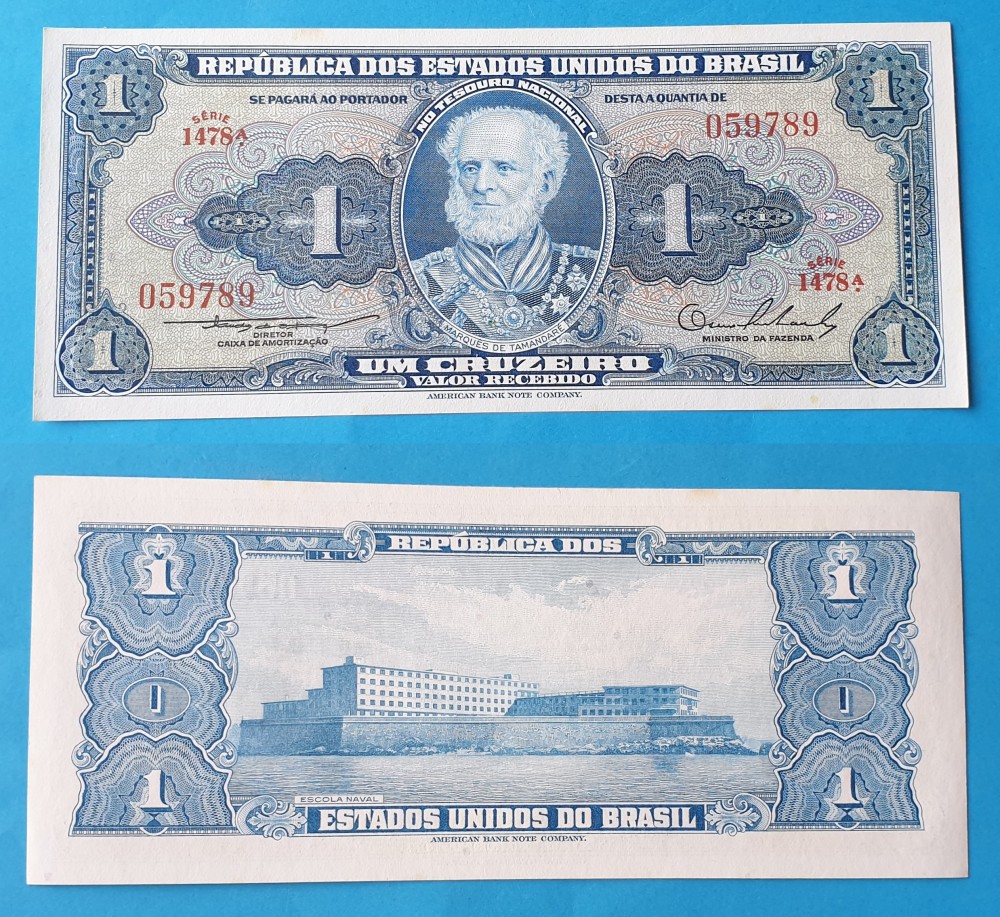 REPÚBLICA DOS ESTADOS UNIDOS DO BRASIL
1
1
SE PAGARÁ AO PORTADOR
NO TESOURO NACIONAL
DESTA A QUANTIA DE
SÉRIE
1478A
059789
1
1
SÉRIE
1478A
059789
DIRETOR
CAIXA DE AMORTIZAÇÃO
MARQUÊS DE TAMANDARÉ
MINISTRO DA FAZENDA
1
1
UM CRUZEIRO
VALOR RECEBIDO
AMERICAN BANK NOTE COMPANY.
REPÚBLICA DOS
1
1
1
1
1
1
ESCOLA NAVAL
1
1
ESTADOS UNIDOS DO BRASIL
AMERICAN BANK NOTE COMPANY.